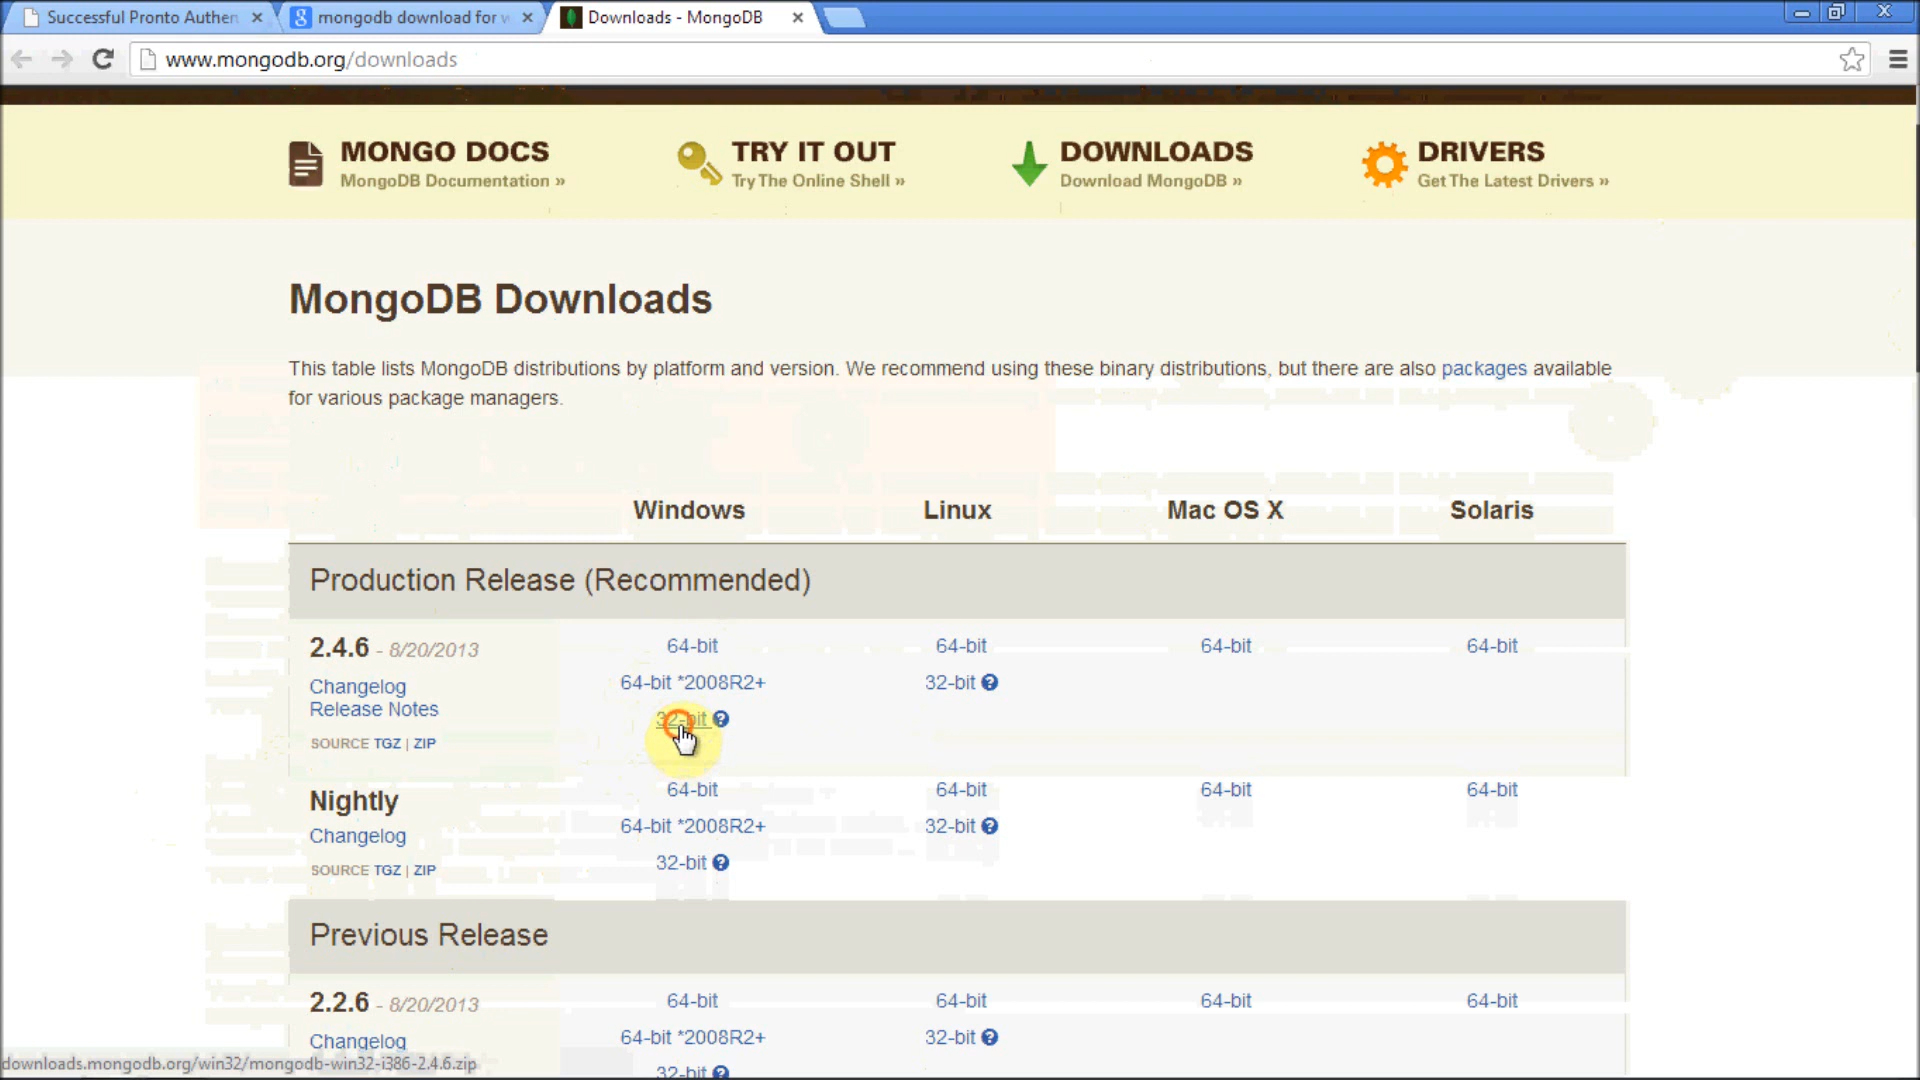 Successful Pronto Authen
mongodb download for w
Downloads - MongoDB
www.mongodb.org/downloads
MONGO DOCS
MongoDB Documentation »
TRY IT OUT
Try The Online Shell »
DOWNLOADS
Download MongoDB »
DRIVERS
Get The Latest Drivers »
MongoDB Downloads
This table lists MongoDB distributions by platform and version. We recommend using these binary distributions, but there are also packages available
for various package managers.
Windows Linux Mac OS X Solaris
Production Release (Recommended)
2.4.6 - 8/20/2013 64-bit 64-bit 64-bit 64-bit
Changelog 64-bit *2008R2+ 32-bit ?
Release Notes 32-bit ?
SOURCE TGZ | ZIP
Nightly 64-bit 64-bit 64-bit 64-bit
Changelog 64-bit *2008R2+ 32-bit ?
SOURCE TGZ | ZIP 32-bit ?
Previous Release
2.2.6 - 8/20/2013 64-bit 64-bit 64-bit 64-bit
Changelog 64-bit *2008R2+ 32-bit ?
32-bit ?
downloads.mongodb.org/win32/mongodb-win32-i386-2.4.6.zip